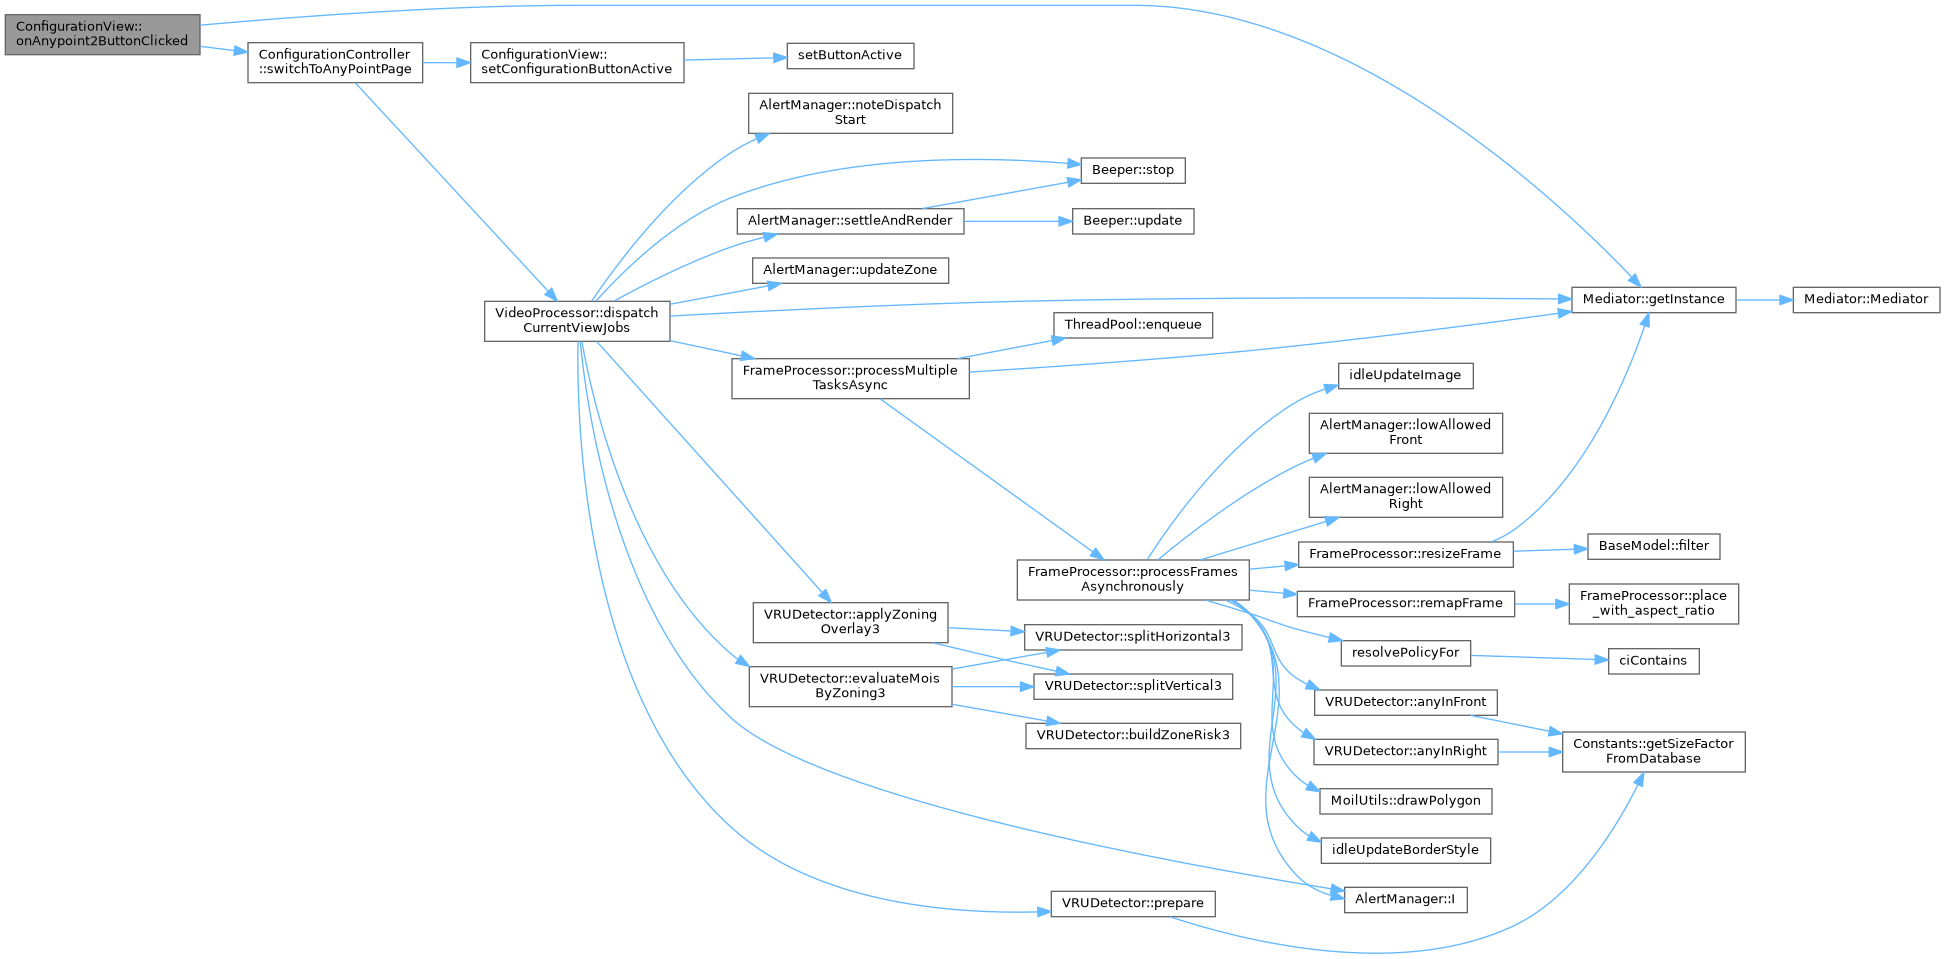 ConfigurationView::
onAnypoint2ButtonClicked
ConfigurationController
::switchToAnyPointPage
ConfigurationView::
setConfigurationButtonActive
setButtonActive
AlertManager::noteDispatch
Start
Beeper::stop
AlertManager::settleAndRender
Beeper::update
AlertManager::updateZone
Mediator::getInstance
Mediator::Mediator
VideoProcessor::dispatch
CurrentViewJobs
ThreadPool::enqueue
FrameProcessor::processMultiple
TasksAsync
idleUpdateImage
AlertManager::lowAllowed
Front
AlertManager::lowAllowed
Right
FrameProcessor::resizeFrame
BaseModel::filter
FrameProcessor::processFrames
Asynchronously
FrameProcessor::remapFrame
FrameProcessor::place
_with_aspect_ratio
VRUDetector::applyZoning
Overlay3
VRUDetector::splitHorizontal3
resolvePolicyFor
ciContains
VRUDetector::evaluateMois
ByZoning3
VRUDetector::splitVertical3
VRUDetector::anyInFront
VRUDetector::buildZoneRisk3
VRUDetector::anyInRight
Constants::getSizeFactor
FromDatabase
MoilUtils::drawPolygon
idleUpdateBorderStyle
VRUDetector::prepare
AlertManager::I